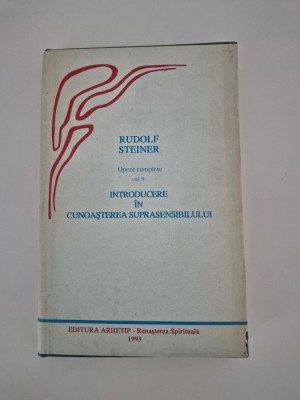 RUDOLF
STEINER
Opere complete
vol 9
INTRODUCERE
ÎN
CUNOAȘTEREA SUPRASENSIBILULUI
EDITURA ARHETIP - Renașterea Spirituală
1993